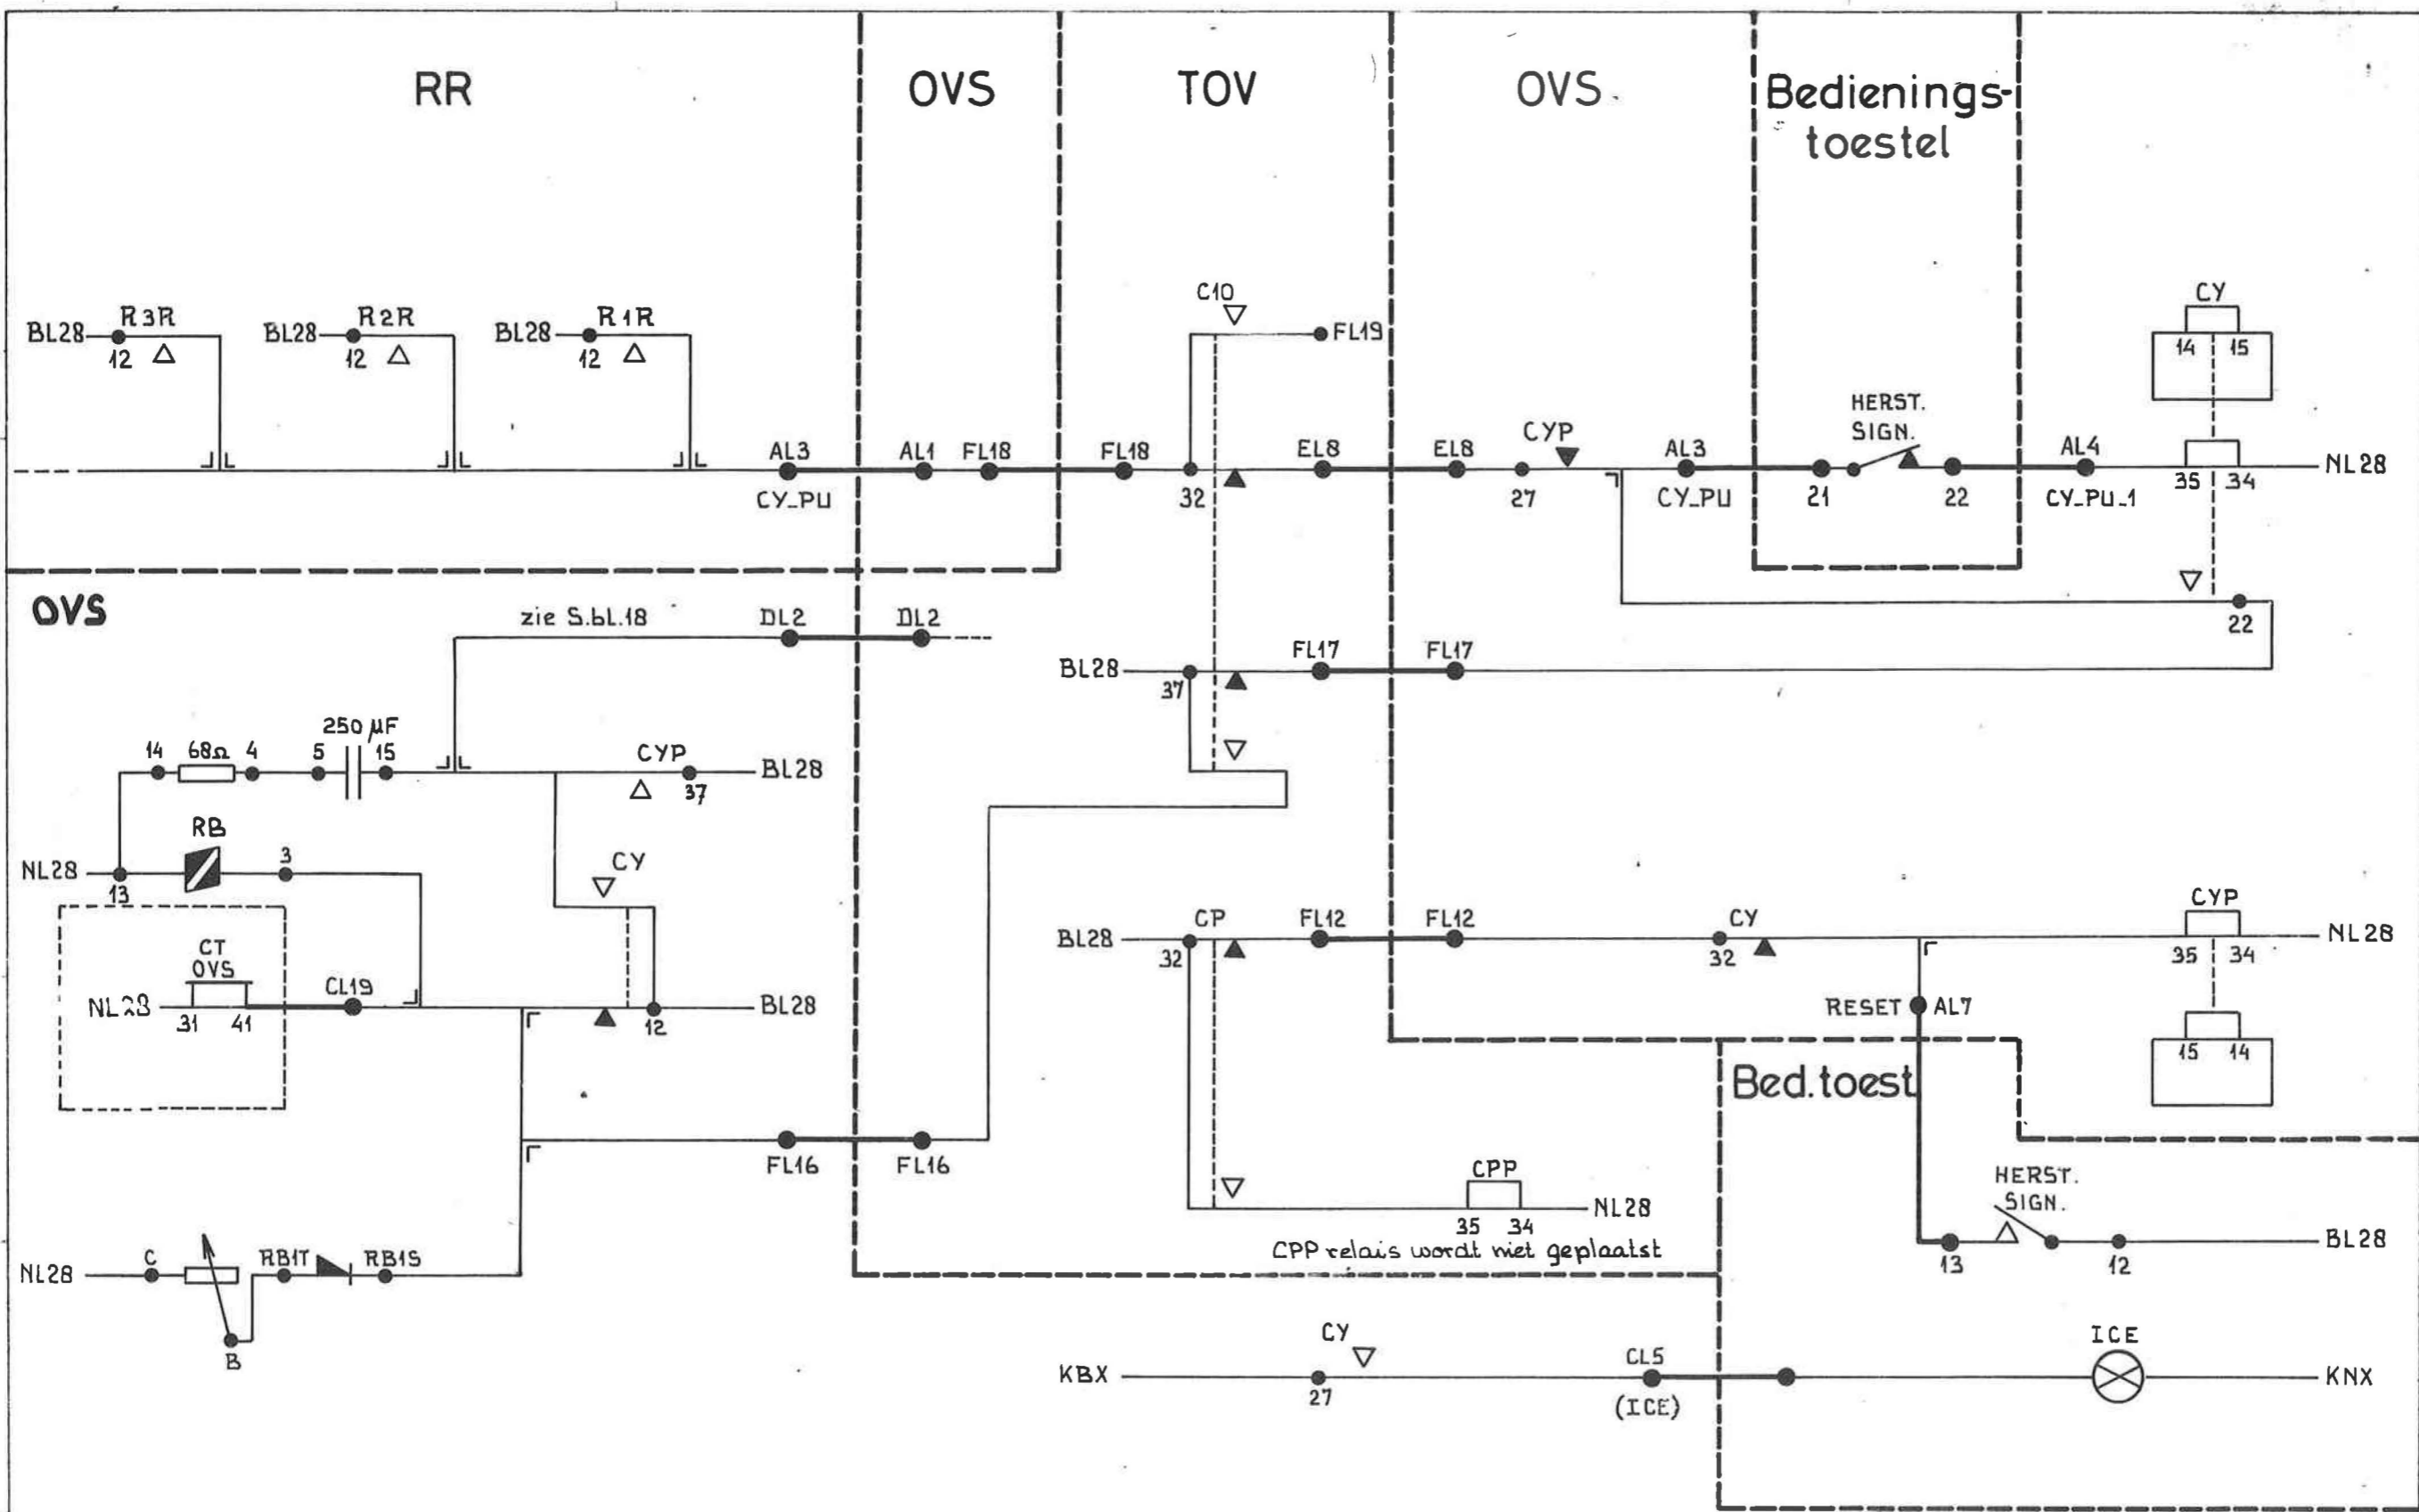 RR
OVS
TOV
OVS
Bedienings-
toestel
C10
CY
BL28
R3R
BL28
R2R
BL28
R1R
FL19
12
12
12
14
15
HERST.
SIGN.
AL3
AL1
FL18
FL18
EL8
EL8
CYP
AL3
AL4
NL28
CY_PU
32
27
CY_PU
21
22
CY_PU_1
35
34
OVS
zie S.bl.18
DL2
DL2
22
BL28
FL17
FL17
37
250 µF
14
68Ω
4
5
15
CYP
BL28
37
RB
NL28
3
CY
13
CYP
BL28
CP
FL12
FL12
CY
NL28
32
32
35
34
CT
OVS
NL28
CL19
BL28
31
41
12
RESET
AL7
15
14
Bed.toest
FL16
FL16
CPP
HERST.
SIGN.
NL28
35
34
CPP relais wordt niet geplaatst
NL28
C
RB1T
RB1S
13
12
BL28
B
CY
CL5
ICE
KBX
KNX
27
(ICE)